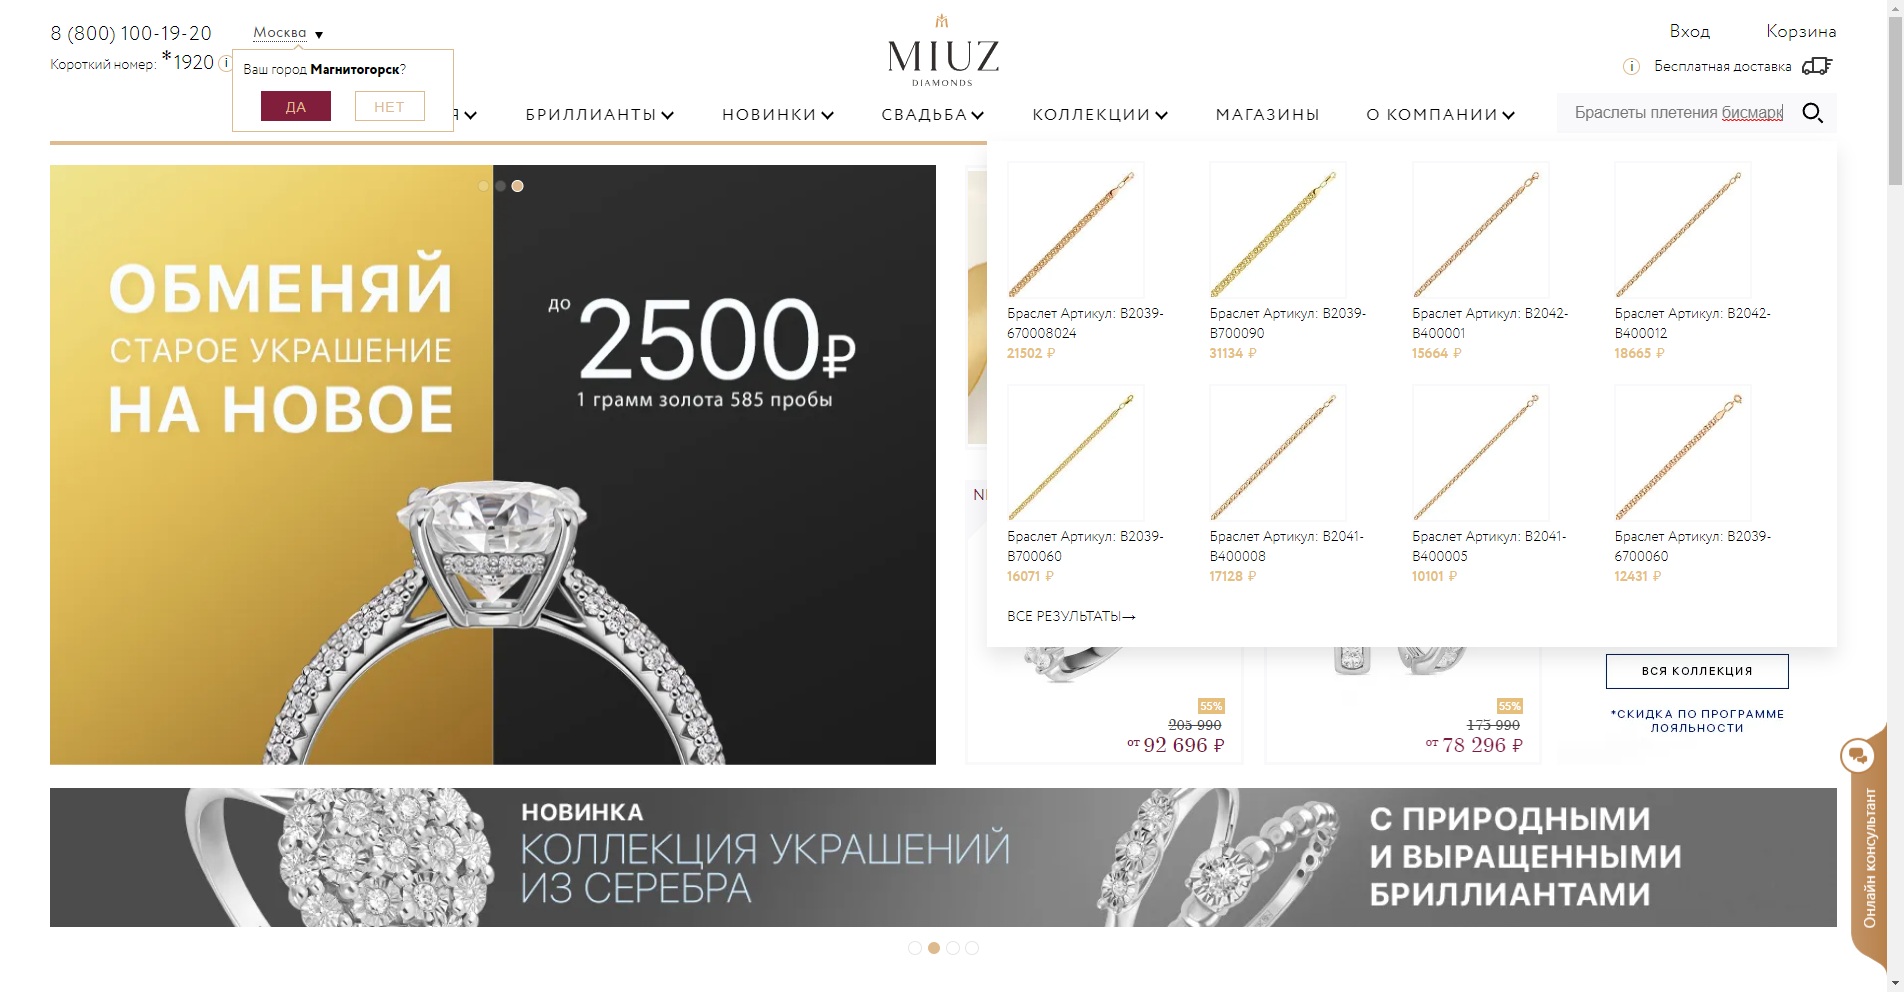 8 (800) 100-19-20
Москва ▼
Короткий номер: *1920 i
Ваш город Магнитогорск?
ДА
НЕТ
MIUZ
DIAMONDS
Вход
Корзина
i Бесплатная доставка
БРИЛЛИАНТЫ
НОВИНКИ
СВАДЬБА
КОЛЛЕКЦИИ
МАГАЗИНЫ
О КОМПАНИИ
Браслеты плетения бисмарк
ОБМЕНЯЙ
СТАРОЕ УКРАШЕНИЕ
НА НОВОЕ
до 2500₽
1 грамм золота 585 пробы
Браслет Артикул: B2039-
670008024
21502 ₽
Браслет Артикул: B2039-
B700090
31134 ₽
Браслет Артикул: B2042-
B400001
15664 ₽
Браслет Артикул: B2042-
B400012
18665 ₽
Браслет Артикул: B2039-
B700060
16071 ₽
Браслет Артикул: B2041-
B400008
17128 ₽
Браслет Артикул: B2041-
B400005
10101 ₽
Браслет Артикул: B2039-
6700060
12431 ₽
ВСЕ РЕЗУЛЬТАТЫ→
55%
205 990
от 92 696 ₽
55%
173 990
от 78 296 ₽
ВСЯ КОЛЛЕКЦИЯ
*СКИДКА ПО ПРОГРАММЕ
ЛОЯЛЬНОСТИ
НОВИНКА
КОЛЛЕКЦИЯ УКРАШЕНИЙ
ИЗ СЕРЕБРА
С ПРИРОДНЫМИ
И ВЫРАЩЕННЫМИ
БРИЛЛИАНТАМИ
Онлайн консультант